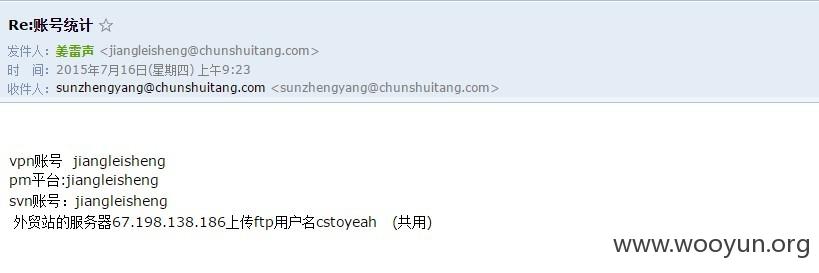 Re:账号统计 ☆
发件人：姜雷声 <jiangleisheng@chunshuitang.com>
时 间：2015年7月16日(星期四) 上午9:23
收件人：sunzhengyang@chunshuitang.com <sunzhengyang@chunshuitang.com>
vpn账号 jiangleisheng
pm平台:jiangleisheng
svn账号：jiangleisheng
外贸站的服务器67.198.138.186上传ftp用户名cstoyeah (共用)
www.wooyun.org